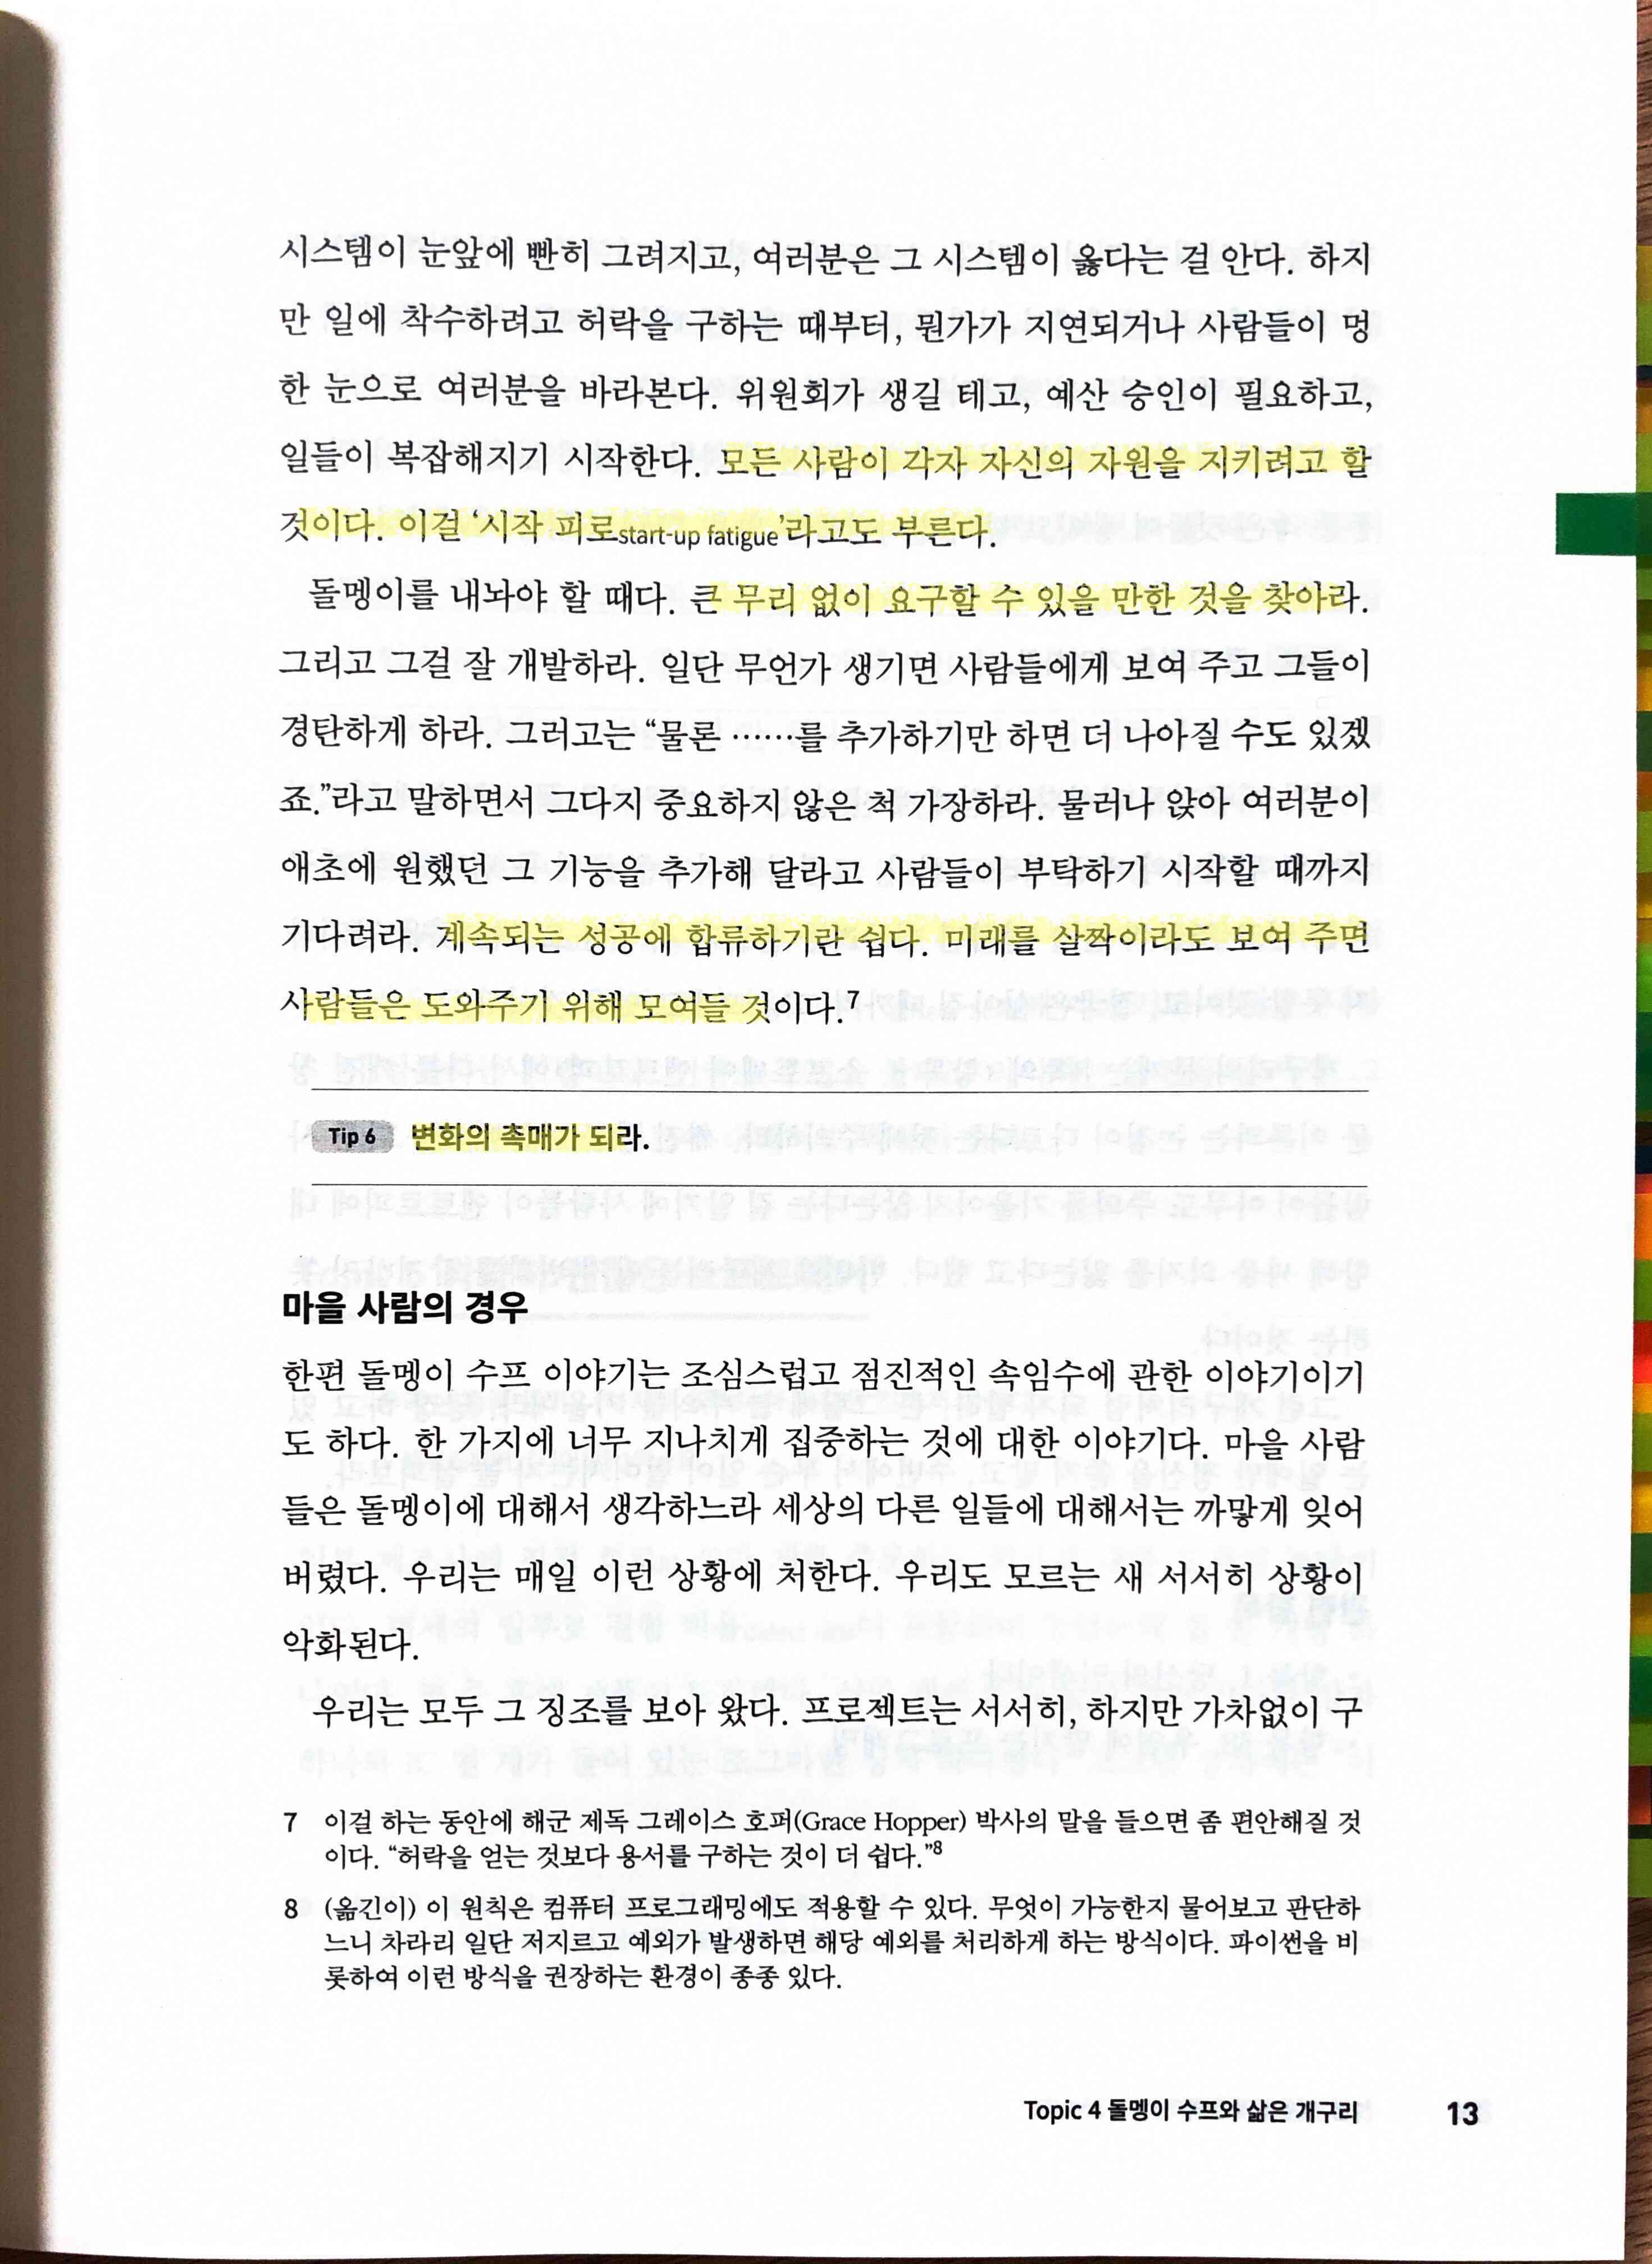 시스템이 눈앞에 빤히 그려지고, 여러분은 그 시스템이 옳다는 걸 안다. 하지
만 일에 착수하려고 허락을 구하는 때부터, 뭔가가 지연되거나 사람들이 멍
한 눈으로 여러분을 바라본다. 위원회가 생길 테고, 예산 승인이 필요하고,
일들이 복잡해지기 시작한다. 모든 사람이 각자 자신의 자원을 지키려고 할
것이다. 이걸 '시작 피로start-up fatigue'라고도 부른다.
돌멩이를 내놔야 할 때다. 큰 무리 없이 요구할 수 있을 만한 것을 찾아라.
그리고 그걸 잘 개발하라. 일단 무언가 생기면 사람들에게 보여 주고 그들이
경탄하게 하라. 그러고는 “물론 ……를 추가하기만 하면 더 나아질 수도 있겠
죠.”라고 말하면서 그다지 중요하지 않은 척 가장하라. 물러나 앉아 여러분이
애초에 원했던 그 기능을 추가해 달라고 사람들이 부탁하기 시작할 때까지
기다려라. 계속되는 성공에 합류하기란 쉽다. 미래를 살짝이라도 보여 주면
사람들은 도와주기 위해 모여들 것이다.7
Tip 6 변화의 촉매가 되라.
마을 사람의 경우
한편 돌멩이 수프 이야기는 조심스럽고 점진적인 속임수에 관한 이야기이기
도 하다. 한 가지에 너무 지나치게 집중하는 것에 대한 이야기다. 마을 사람
들은 돌멩이에 대해서 생각하느라 세상의 다른 일들에 대해서는 까맣게 잊어
버렸다. 우리는 매일 이런 상황에 처한다. 우리도 모르는 새 서서히 상황이
악화된다.
우리는 모두 그 징조를 보아 왔다. 프로젝트는 서서히, 하지만 가차없이 구
7 이걸 하는 동안에 해군 제독 그레이스 호퍼(Grace Hopper) 박사의 말을 들으면 좀 편안해질 것
이다. “허락을 얻는 것보다 용서를 구하는 것이 더 쉽다.”8
8 (옮긴이) 이 원칙은 컴퓨터 프로그래밍에도 적용할 수 있다. 무엇이 가능한지 물어보고 판단하
느니 차라리 일단 저지르고 예외가 발생하면 해당 예외를 처리하게 하는 방식이다. 파이썬을 비
롯하여 이런 방식을 권장하는 환경이 종종 있다.
Topic 4 돌멩이 수프와 삶은 개구리 13